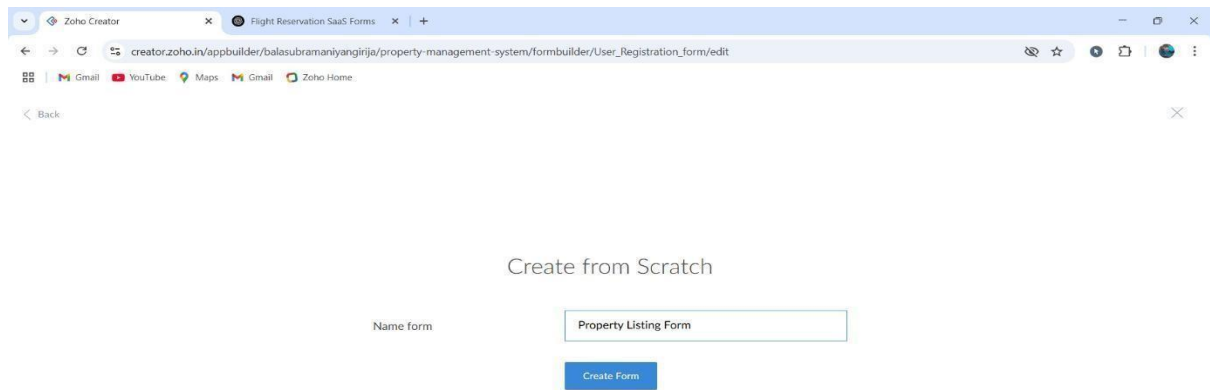 Zoho Creator
Flight Reservation SaaS Forms
creator.zoho.in/appbuilder/balasubramaniyangirija/property-management-system/formbuilder/User_Registration_form/edit
Gmail YouTube Maps Gmail Zoho Home
Back
Create from Scratch
Name form Property Listing Form
Create Form